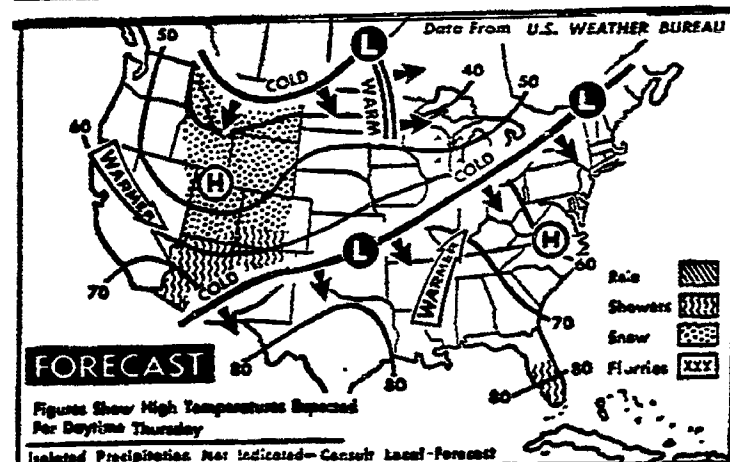 Data From U.S. WEATHER BUREAU
50
L
COLD
40
50
L
WARM
60
WARMER
H
COLD
L
H
60
WARMER
70
COLD
70
80
80
80
80
Rain
Showers
Snow
Flurries XXX
FORECAST
Figures Show High Temperatures Expected
For Daytime Thursday
Isolated Precipitation Not Indicated—Consult Local Forecast